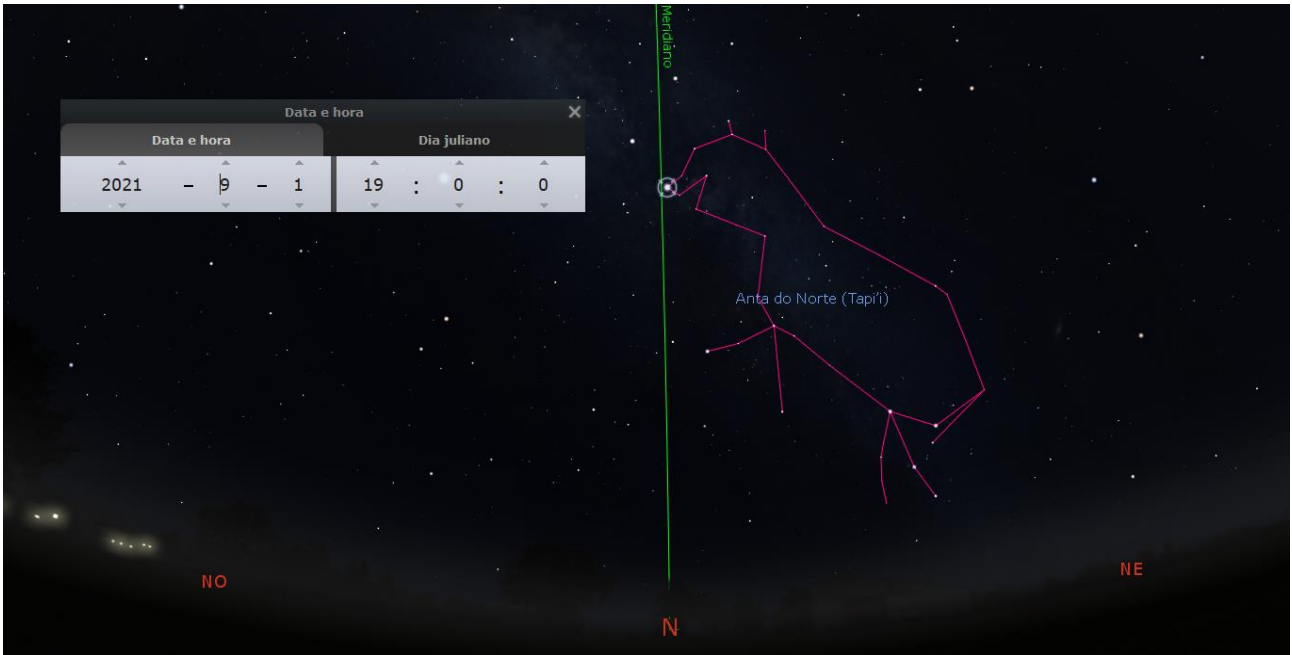 Meridiano
Data e hora
Data e hora Dia juliano
2021 – 9 – 1 19 : 0 : 0
Anta do Norte (Tapi'i)
NO
NE
N